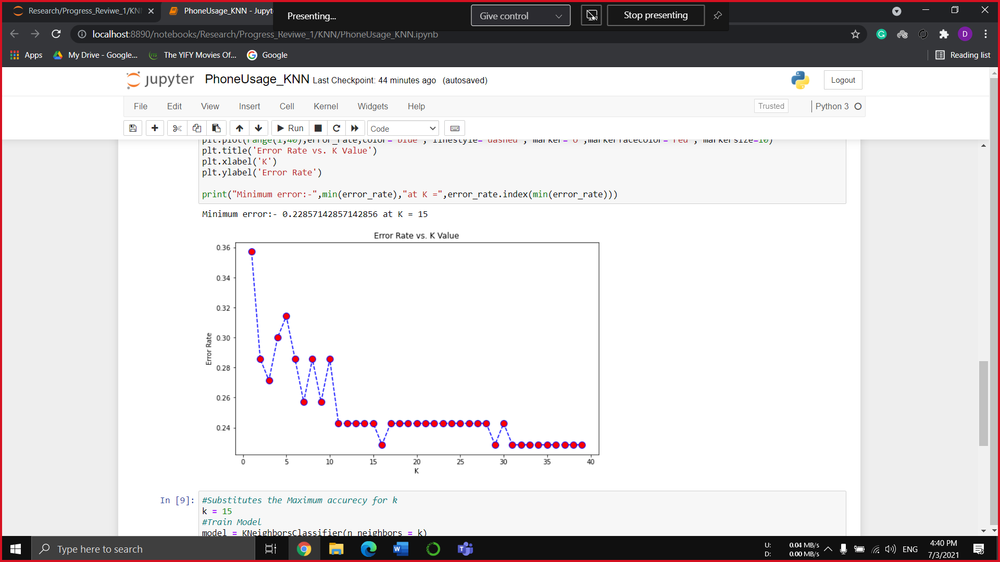 Research/Progress_Reviwe_1/KNI
PhoneUsage_KNN - Jupyt
Presenting...
Give control
Stop presenting
localhost:8890/notebooks/Research/Progress_Reviwe_1/KNN/PhoneUsage_KNN.ipynb
D
Apps
My Drive - Google...
The YIFY Movies Of...
Google
Reading list
jupyter
PhoneUsage_KNN
Last Checkpoint: 44 minutes ago (autosaved)
Logout
File
Edit
View
Insert
Cell
Kernel
Widgets
Help
Trusted
Python 3
Run
Code
plt.plot(range(1,40),error_rate,color='blue', linestyle='dashed', marker='o',markerfacecolor='red', markersize=10)
plt.title('Error Rate vs. K Value')
plt.xlabel('K')
plt.ylabel('Error Rate')
print("Minimum error:-",min(error_rate),"at K =",error_rate.index(min(error_rate)))
Minimum error:- 0.22857142857142856 at K = 15
Error Rate vs. K Value
0.36
0.34
0.32
0.30
0.28
0.26
0.24
Error Rate
0
5
10
15
20
25
30
35
40
K
In [9]:
#Substitutes the Maximum accurecy for k
k = 15
#Train Model
model = KNeighborsClassifier(n_neighbors = k)
Type here to search
U:
0.04 MB/s
D:
0.00 MB/s
ENG
4:40 PM
7/3/2021